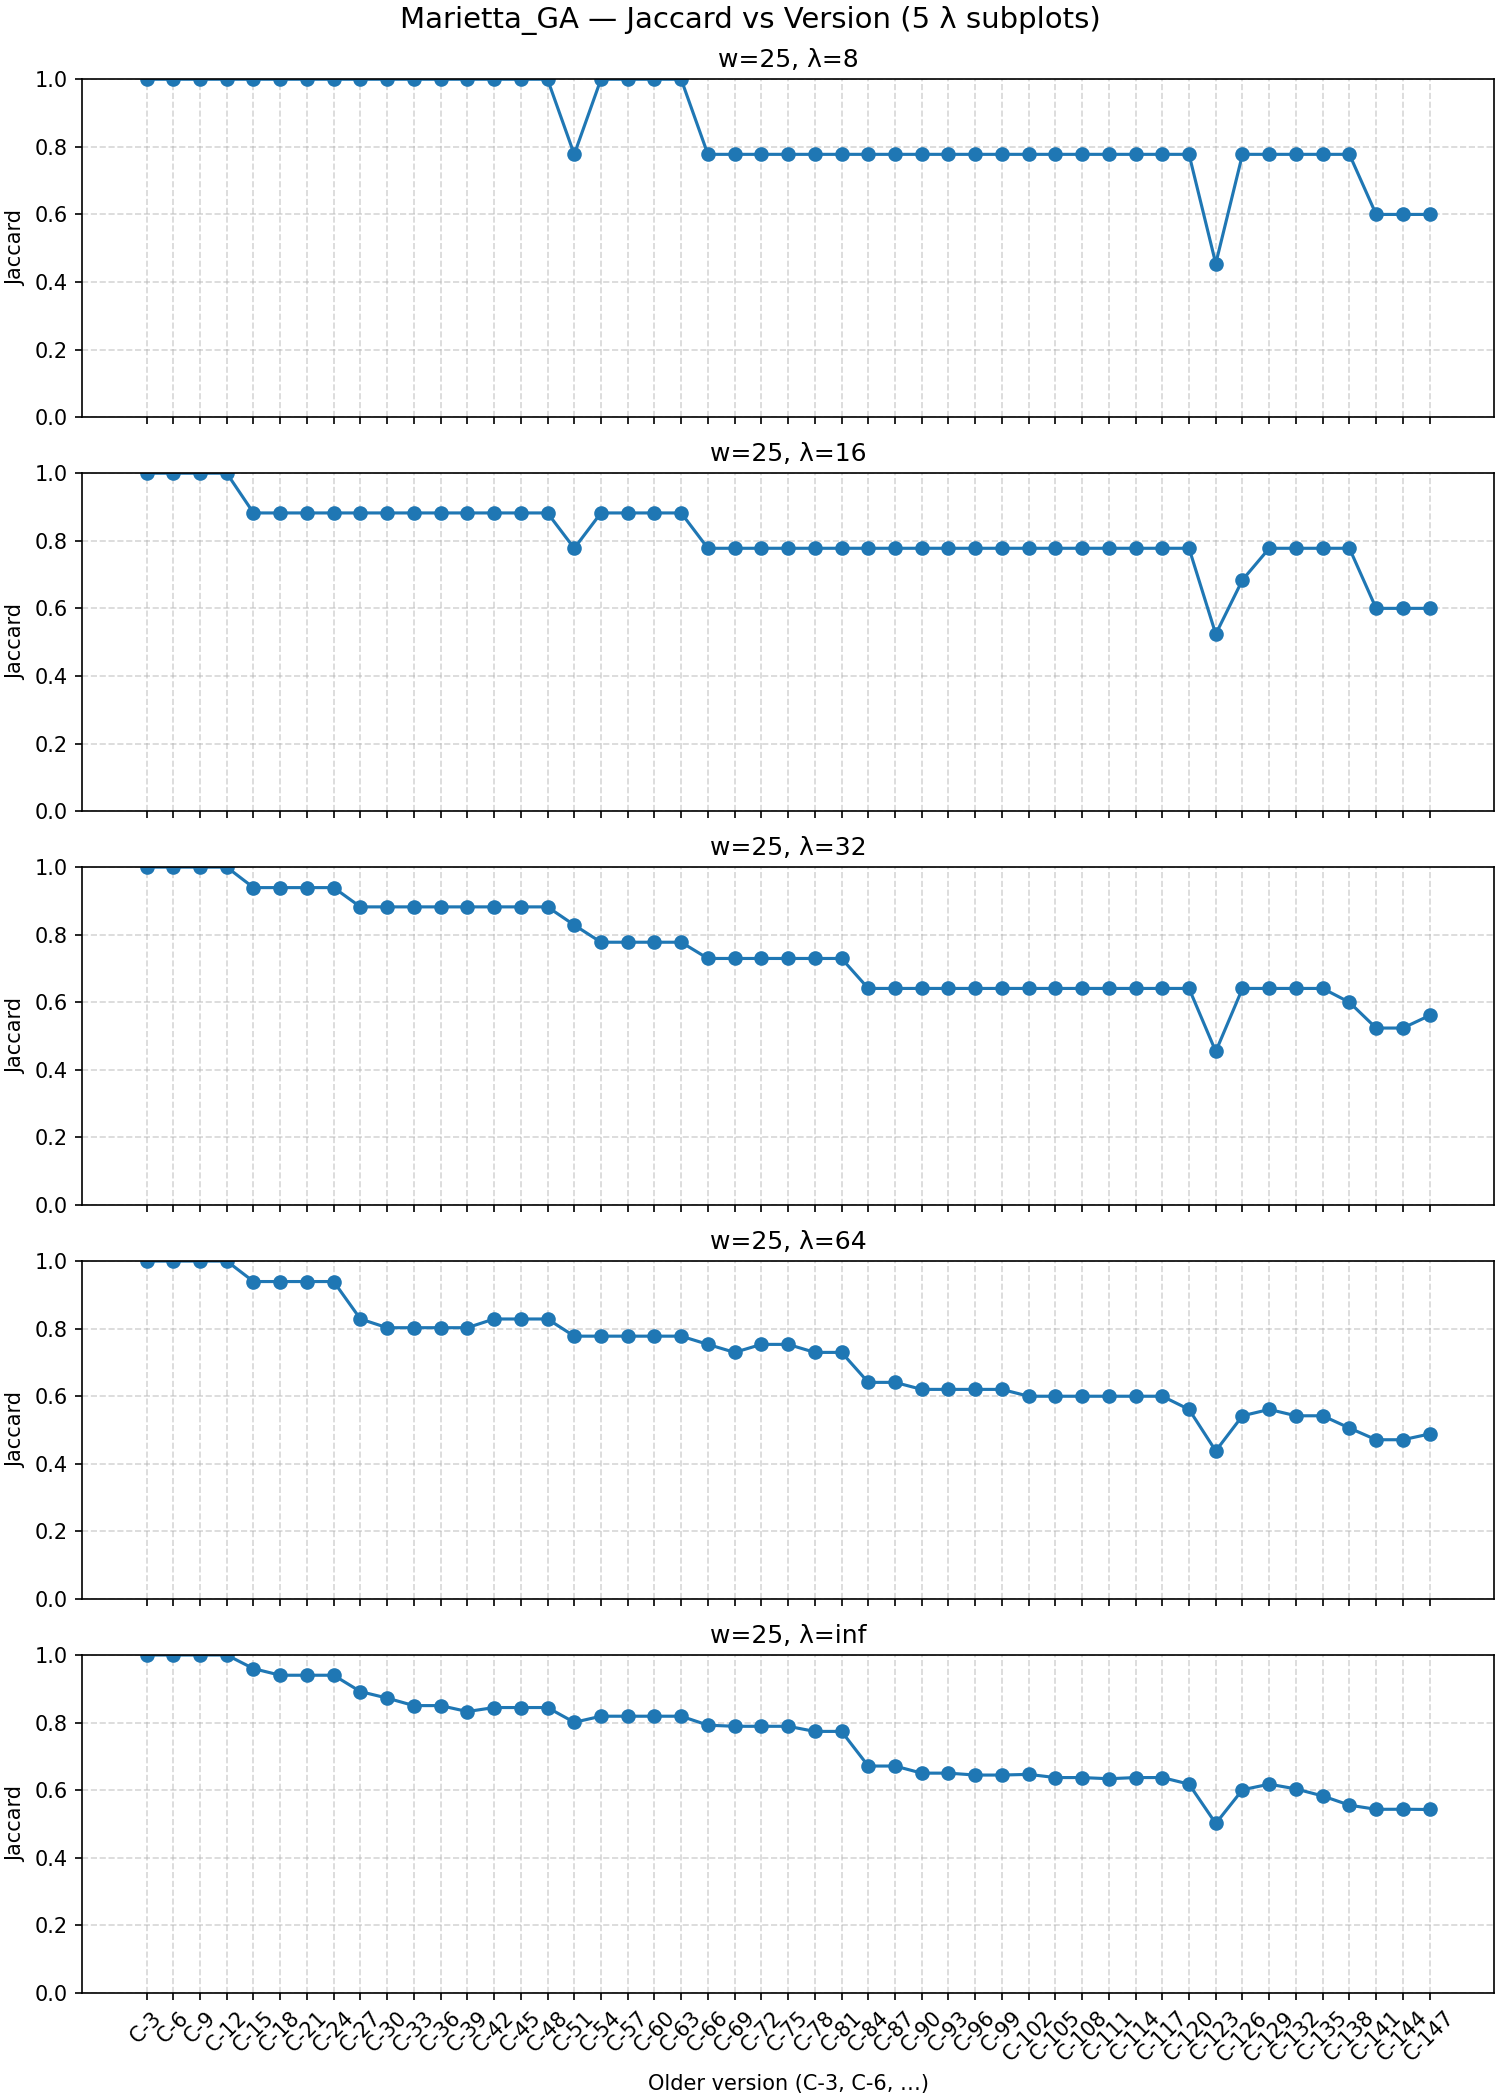 Marietta_GA — Jaccard vs Version (5 λ subplots)
w=25, λ=8
1.0
0.8
0.6
0.4
0.2
0.0
Jaccard
w=25, λ=16
1.0
0.8
0.6
0.4
0.2
0.0
Jaccard
w=25, λ=32
1.0
0.8
0.6
0.4
0.2
0.0
Jaccard
w=25, λ=64
1.0
0.8
0.6
0.4
0.2
0.0
Jaccard
w=25, λ=inf
1.0
0.8
0.6
0.4
0.2
0.0
Jaccard
C-3
C-6
C-9
C-12
C-15
C-18
C-21
C-24
C-27
C-30
C-33
C-36
C-39
C-42
C-45
C-48
C-51
C-54
C-57
C-60
C-63
C-66
C-69
C-72
C-75
C-78
C-81
C-84
C-87
C-90
C-93
C-96
C-99
C-102
C-105
C-108
C-111
C-114
C-117
C-120
C-123
C-126
C-129
C-132
C-135
C-138
C-141
C-144
C-147
Older version (C-3, C-6, ...)